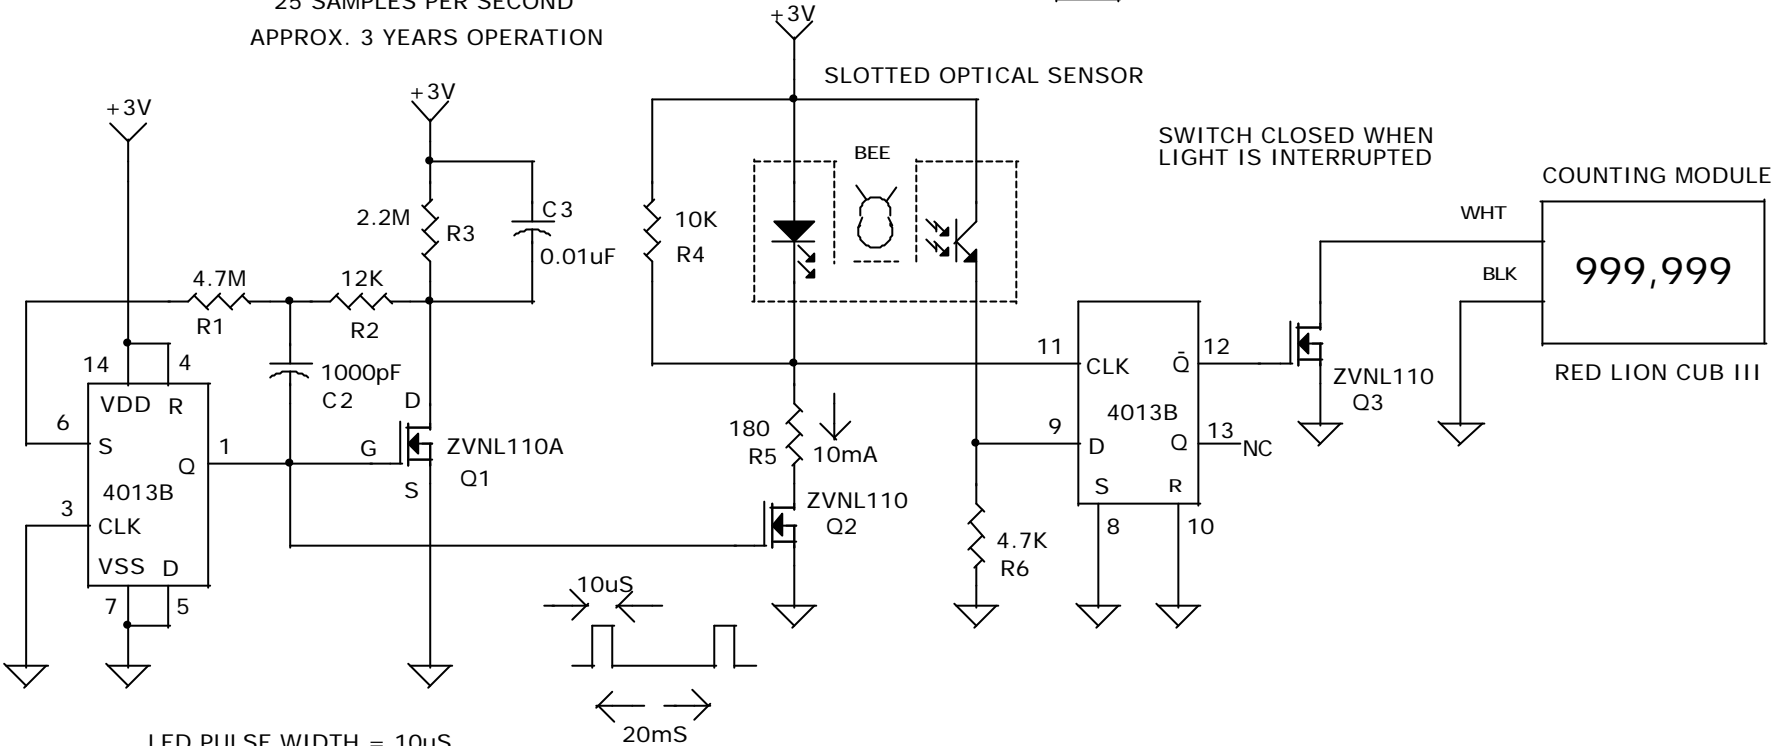 25 SAMPLES PER SECOND
APPROX. 3 YEARS OPERATION
+3V
SLOTTED OPTICAL SENSOR
+3V
+3V
SWITCH CLOSED WHEN
LIGHT IS INTERRUPTED
BEE
COUNTING MODULE
WHT
BLK
999,999
RED LION CUB III
2.2M
R3
C3
0.01uF
10K
R4
4.7M
R1
12K
R2
1000pF
C2
14
4
VDD
R
6
S
1
Q
4013B
3
CLK
VSS
D
7
5
D
G
S
ZVNL110A
Q1
180
R5
10mA
ZVNL110
Q2
11
CLK
Q̄
12
4013B
9
D
Q
13
NC
S
R
8
10
ZVNL110
Q3
4.7K
R6
10uS
20mS
LED PULSE WIDTH = 10uS